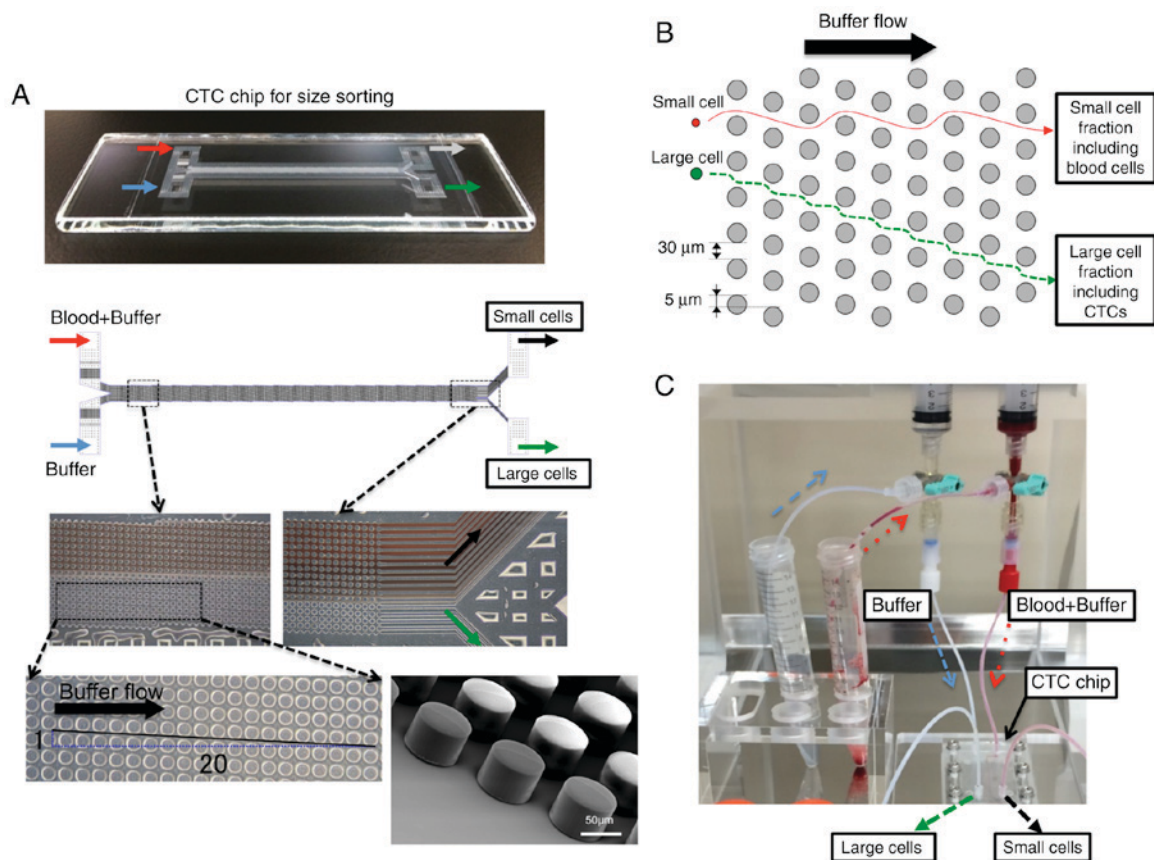 A
CTC chip for size sorting
Blood+Buffer
Small cells
Buffer
Large cells
Buffer flow
1
20
50μm
B
Buffer flow
Small cell
Large cell
30 μm
5 μm
Small cell
fraction
including
blood cells
Large cell
fraction
including
CTCs
C
Buffer
Blood+Buffer
CTC chip
Large cells
Small cells